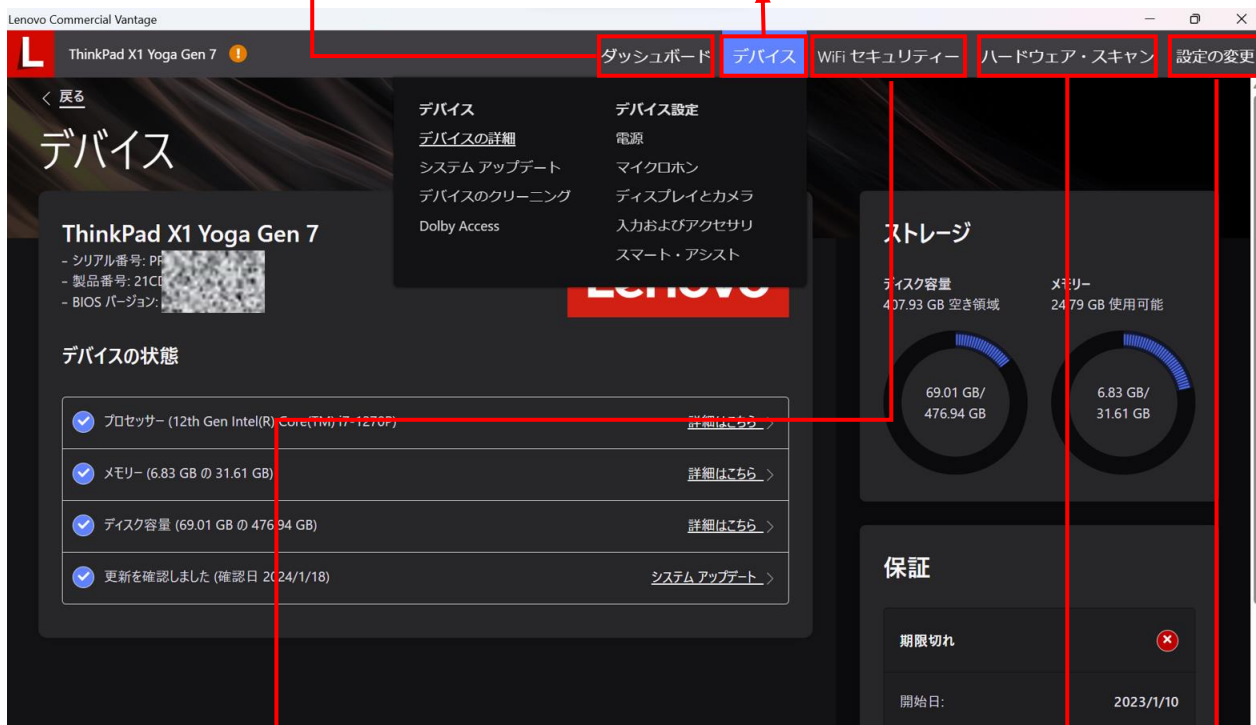 Lenovo Commercial Vantage
ThinkPad X1 Yoga Gen 7
ダッシュボード デバイス WiFi セキュリティー ハードウェア・スキャン 設定の変更
戻る
デバイス
デバイス
デバイスの詳細
システム アップデート
デバイスのクリーニング
Dolby Access
デバイス設定
電源
マイクロホン
ディスプレイとカメラ
入力およびアクセサリ
スマート・アシスト
ThinkPad X1 Yoga Gen 7
- シリアル番号:
- 製品番号: 21C
- BIOS バージョン:
Lenovo
デバイスの状態
プロセッサー (12th Gen Intel(R) Core(TM) i7-1270P) 詳細はこちら
メモリー (6.83 GB の 31.61 GB) 詳細はこちら
ディスク容量 (69.01 GB の 476.94 GB) 詳細はこちら
更新を確認しました (確認日 2024/1/18) システム アップデート
ストレージ
ディスク容量
407.93 GB 空き領域
69.01 GB/
476.94 GB
メモリー
24.79 GB 使用可能
6.83 GB/
31.61 GB
保証
期限切れ
開始日: 2023/1/10